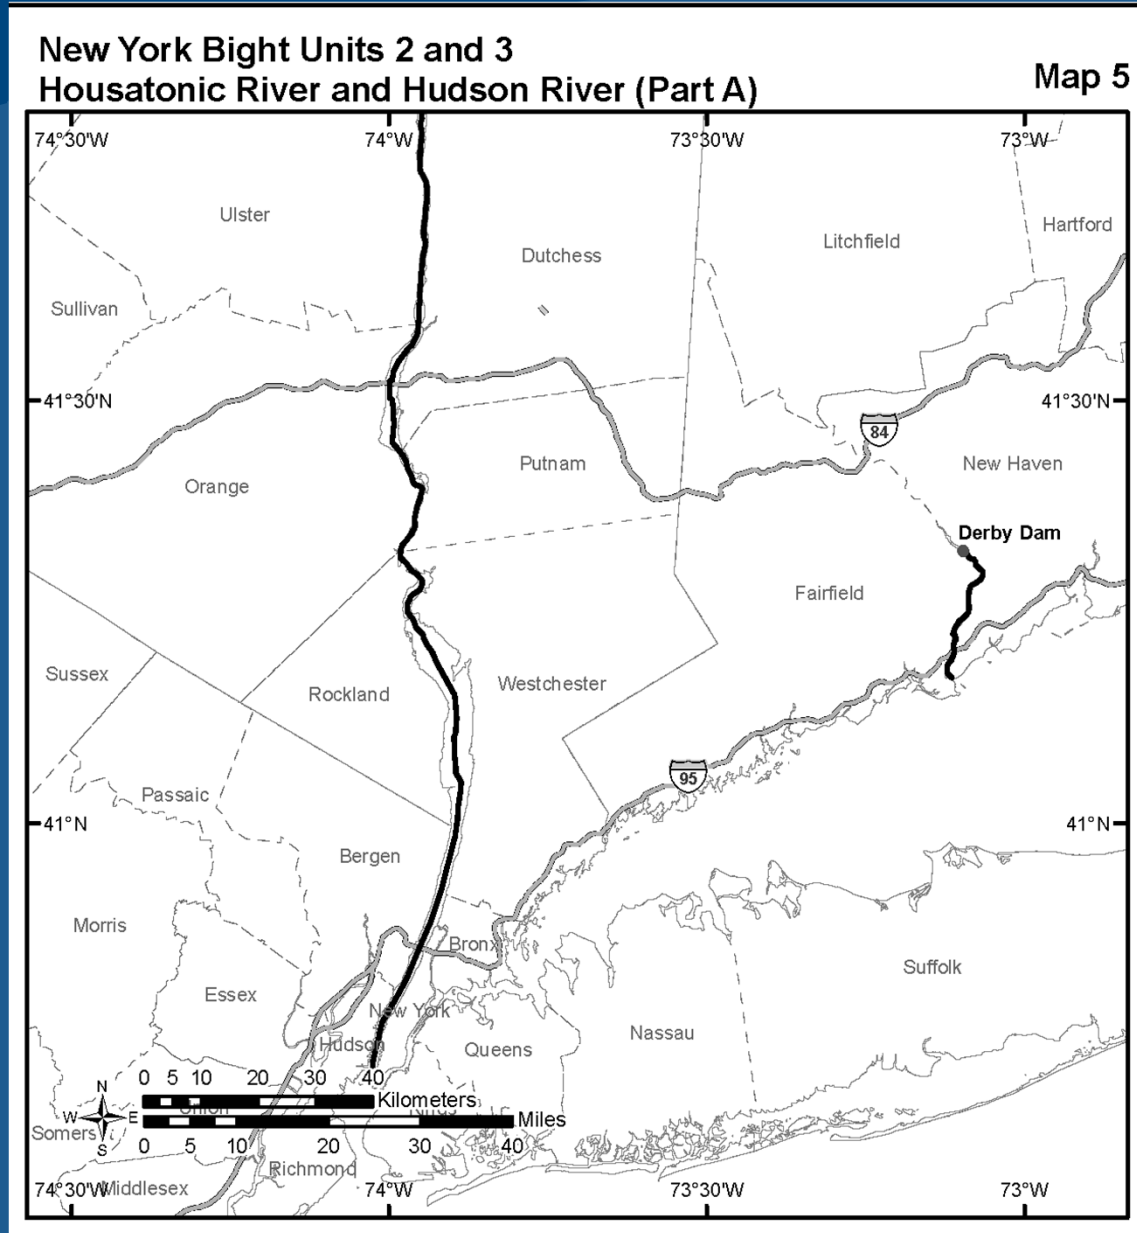 New York Bight Units 2 and 3
Housatonic River and Hudson River (Part A)
Map 5
74°30'W 74°W 73°30'W 73°W
Ulster
Hartford
Litchfield
Dutchess
Sullivan
41°30'N 41°30'N
84
Putnam
New Haven
Orange
Derby Dam
Fairfield
Sussex
Westchester
Rockland
95
Passaic
41°N 41°N
Bergen
Morris
Bronx
Suffolk
Essex
New York
Nassau
Hudson
Queens
0 5 10 20 30 40
Kilometers
N
W E
S
Union
Kings
Miles
Somers
0 5 10 20 30 40
Richmond
Middlesex
74°30'W 74°W 73°30'W 73°W